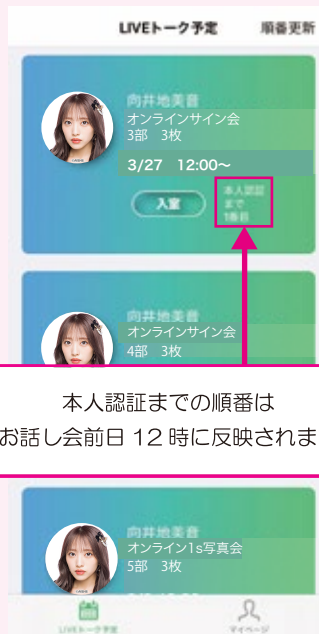 LIVEトーク予定
順番更新
向井地美音
オンラインサイン会
3部 3枚
3/27 12:00～
入室
本人認証
まで
1番目
向井地美音
オンラインサイン会
4部 3枚
本人認証までの順番は
お話し会前日 12 時に反映されま
向井地美音
オンライン1s写真会
5部 3枚
LIVEトーク予定
マイページ